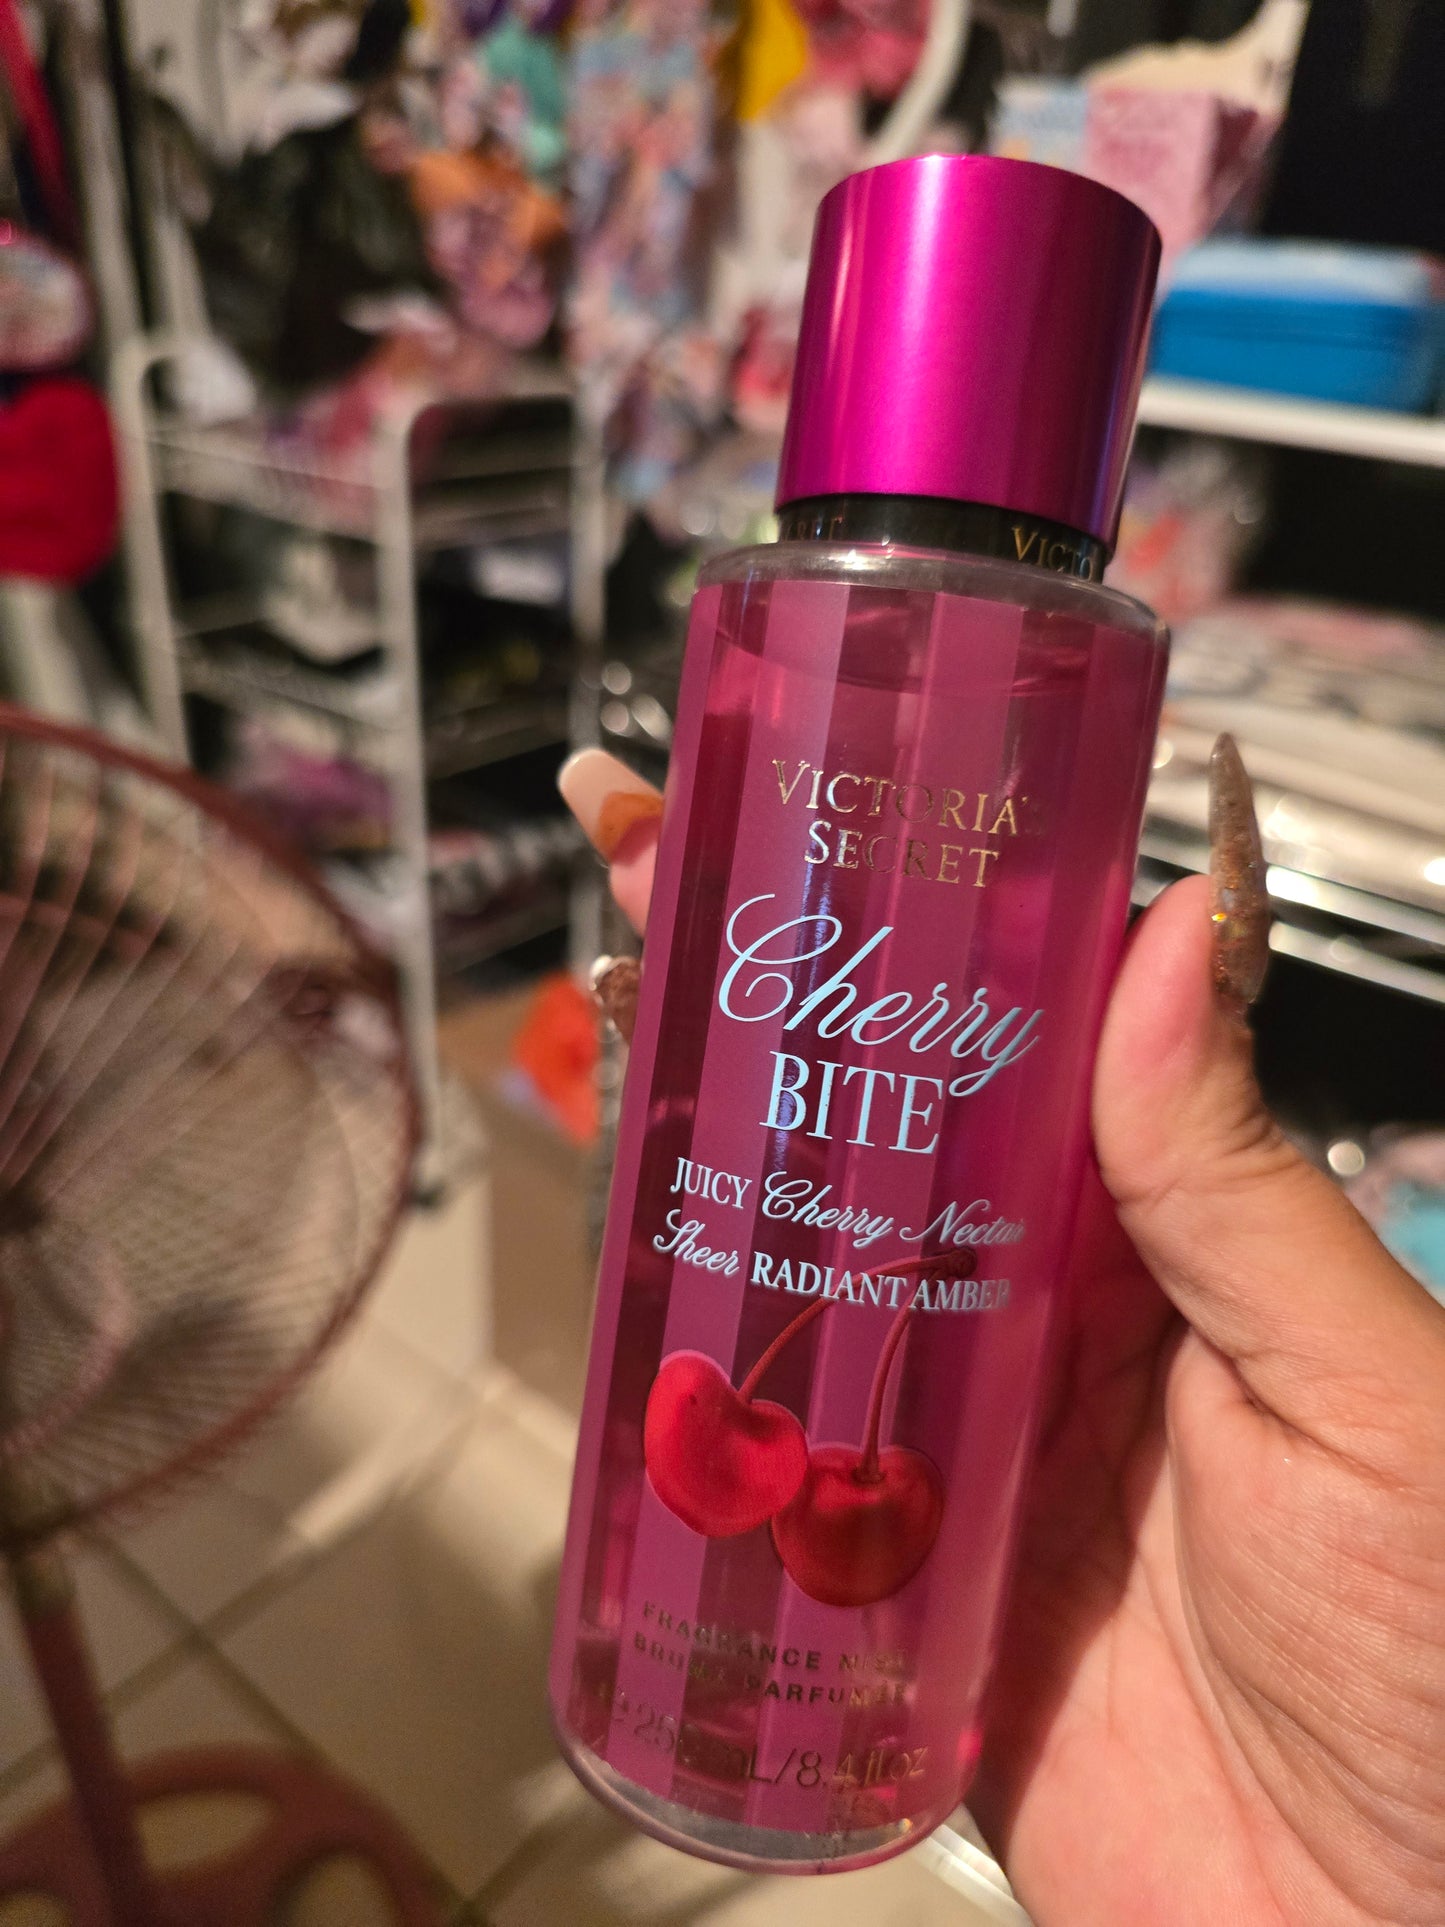 VICTO
VICTORIA'S
SECRET
Cherry
BITE
JUICY Cherry Nectar
Sheer RADIANT AMBER
FRAGRANCE MIST
BRUME PARFUMÉE
250 mL/8.4 fl oz